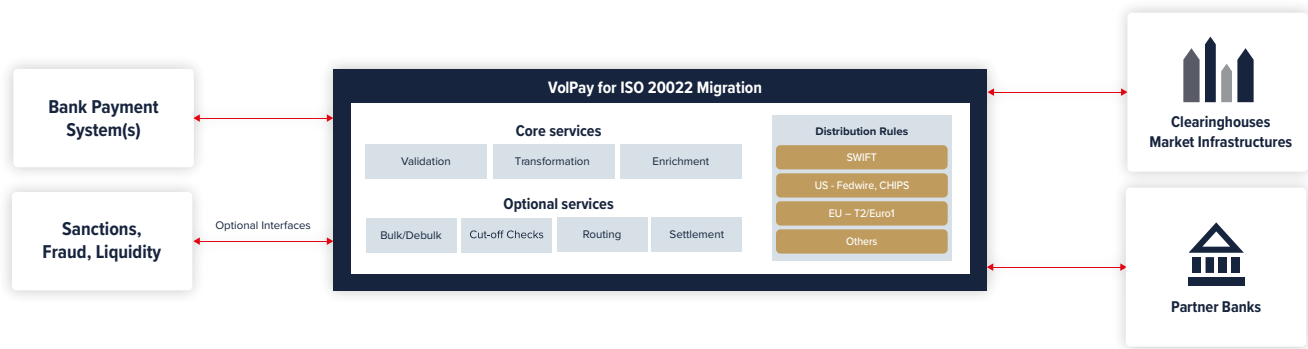 Bank Payment
System(s)
Sanctions,
Fraud, Liquidity
Optional Interfaces
VolPay for ISO 20022 Migration
Core services
Validation
Transformation
Enrichment
Optional services
Bulk/Debulk
Cut-off Checks
Routing
Settlement
Distribution Rules
SWIFT
US - Fedwire, CHIPS
EU – T2/Euro1
Others
Clearinghouses
Market Infrastructures
Partner Banks